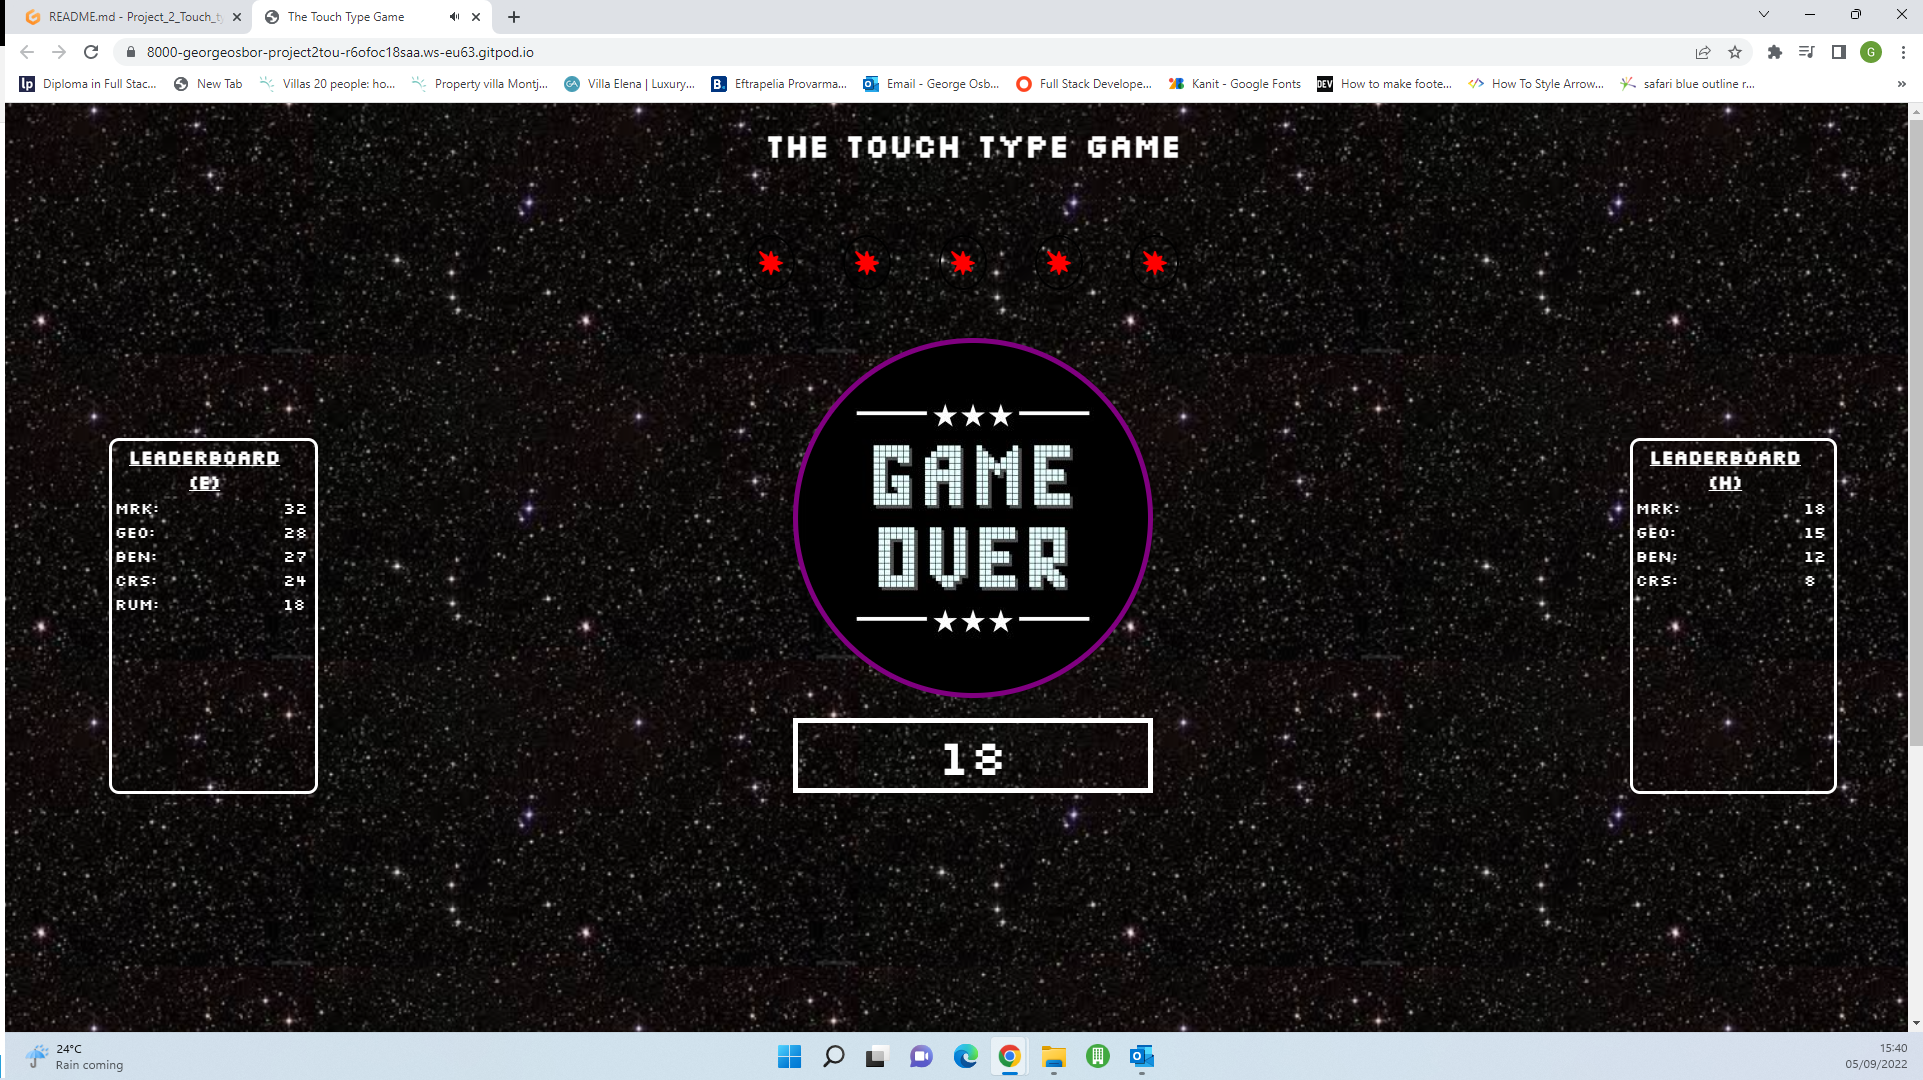 README.md - Project_2_Touch_ty
The Touch Type Game
8000-georgeosbor-project2tou-r6ofoc18saa.ws-eu63.gitpod.io
G
lp Diploma in Full Stac...
New Tab
Villas 20 people: ho...
Property villa Montj...
GA Villa Elena | Luxury...
B. Eftrapelia Provarma...
Email - George Osb...
Full Stack Develope...
Kanit - Google Fonts
DEV How to make foote...
How To Style Arrow...
safari blue outline r...
THE TOUCH TYPE GAME
LEADERBOARD
(E)
MRK: 32
GEO: 28
BEN: 27
CRS: 24
RUM: 18
GAME
OVER
18
LEADERBOARD
(H)
MRK: 18
GEO: 15
BEN: 12
CRS: 8
24°C
Rain coming
15:40
05/09/2022